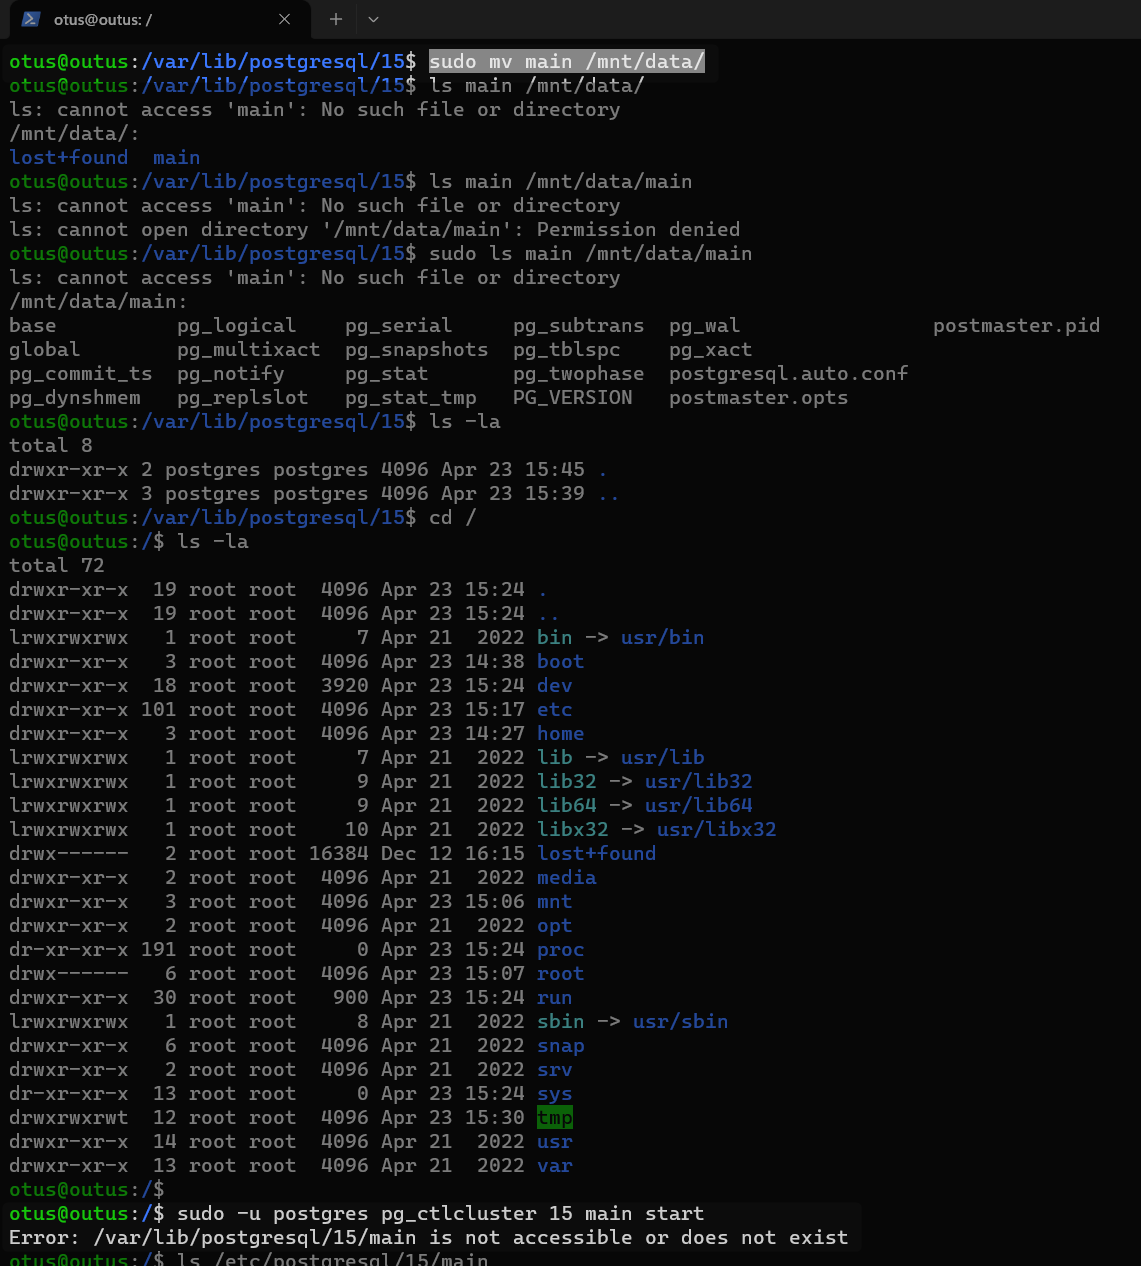 otus@outus: /
otus@outus:/var/lib/postgresql/15$ sudo mv main /mnt/data/
otus@outus:/var/lib/postgresql/15$ ls main /mnt/data/
ls: cannot access 'main': No such file or directory
/mnt/data/:
lost+found  main
otus@outus:/var/lib/postgresql/15$ ls main /mnt/data/main
ls: cannot access 'main': No such file or directory
ls: cannot open directory '/mnt/data/main': Permission denied
otus@outus:/var/lib/postgresql/15$ sudo ls main /mnt/data/main
ls: cannot access 'main': No such file or directory
/mnt/data/main:
base          pg_logical    pg_serial     pg_subtrans  pg_wal                postmaster.pid
global        pg_multixact  pg_snapshots  pg_tblspc    pg_xact
pg_commit_ts  pg_notify     pg_stat       pg_twophase  postgresql.auto.conf
pg_dynshmem   pg_replslot   pg_stat_tmp   PG_VERSION   postmaster.opts
otus@outus:/var/lib/postgresql/15$ ls -la
total 8
drwxr-xr-x 2 postgres postgres 4096 Apr 23 15:45 .
drwxr-xr-x 3 postgres postgres 4096 Apr 23 15:39 ..
otus@outus:/var/lib/postgresql/15$ cd /
otus@outus:/$ ls -la
total 72
drwxr-xr-x  19 root root  4096 Apr 23 15:24 .
drwxr-xr-x  19 root root  4096 Apr 23 15:24 ..
lrwxrwxrwx   1 root root     7 Apr 21  2022 bin -> usr/bin
drwxr-xr-x   3 root root  4096 Apr 23 14:38 boot
drwxr-xr-x  18 root root  3920 Apr 23 15:24 dev
drwxr-xr-x 101 root root  4096 Apr 23 15:17 etc
drwxr-xr-x   3 root root  4096 Apr 23 14:27 home
lrwxrwxrwx   1 root root     7 Apr 21  2022 lib -> usr/lib
lrwxrwxrwx   1 root root     9 Apr 21  2022 lib32 -> usr/lib32
lrwxrwxrwx   1 root root     9 Apr 21  2022 lib64 -> usr/lib64
lrwxrwxrwx   1 root root    10 Apr 21  2022 libx32 -> usr/libx32
drwx------   2 root root 16384 Dec 12 16:15 lost+found
drwxr-xr-x   2 root root  4096 Apr 21  2022 media
drwxr-xr-x   3 root root  4096 Apr 23 15:06 mnt
drwxr-xr-x   2 root root  4096 Apr 21  2022 opt
dr-xr-xr-x 191 root root     0 Apr 23 15:24 proc
drwx------   6 root root  4096 Apr 23 15:07 root
drwxr-xr-x  30 root root   900 Apr 23 15:24 run
lrwxrwxrwx   1 root root     8 Apr 21  2022 sbin -> usr/sbin
drwxr-xr-x   6 root root  4096 Apr 21  2022 snap
drwxr-xr-x   2 root root  4096 Apr 21  2022 srv
dr-xr-xr-x  13 root root     0 Apr 23 15:24 sys
drwxrwxrwt  12 root root  4096 Apr 23 15:30 tmp
drwxr-xr-x  14 root root  4096 Apr 21  2022 usr
drwxr-xr-x  13 root root  4096 Apr 21  2022 var
otus@outus:/$
otus@outus:/$ sudo -u postgres pg_ctlcluster 15 main start
Error: /var/lib/postgresql/15/main is not accessible or does not exist
otus@outus:/$ ls /etc/postgresql/15/main